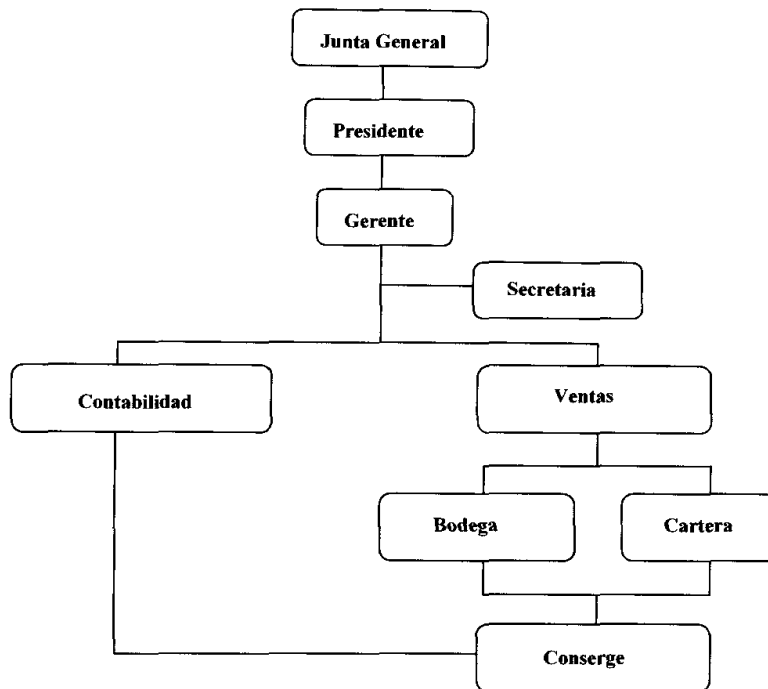 Junta General
Presidente
Gerente
Secretaria
Contabilidad
Ventas
Bodega
Cartera
Conserge